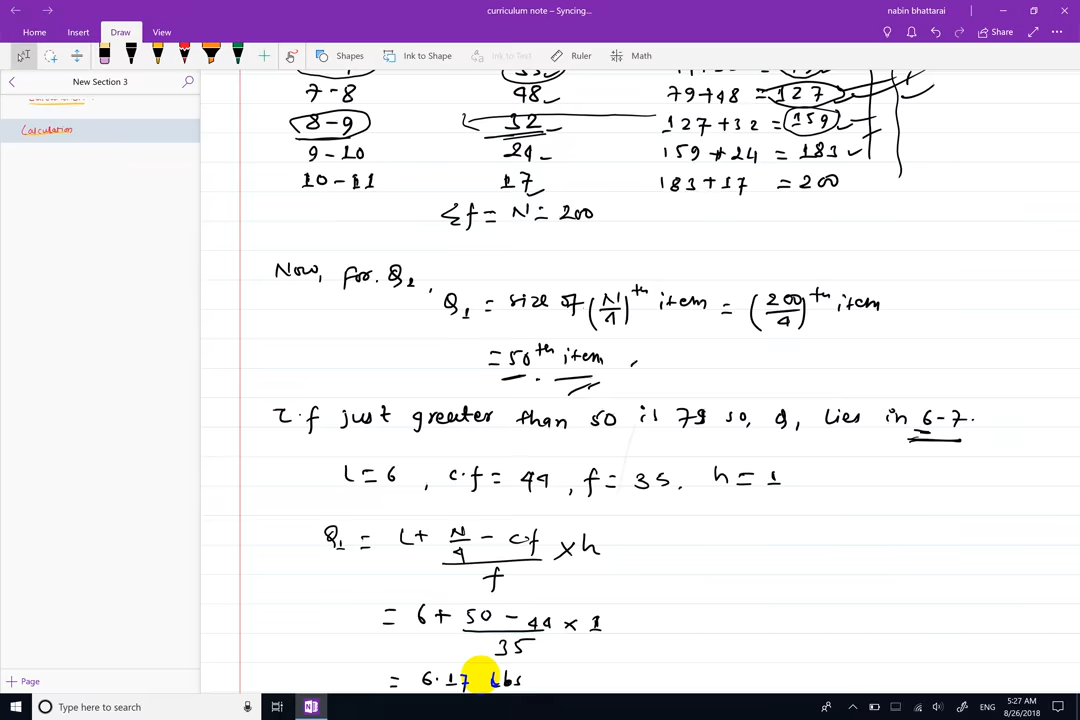 curriculum note - Syncing...
nabin bhattarai
Home Insert Draw View
Share
Shapes Ink to Shape Ink to Text Ruler Math
New Section 3
Calculation
7-8 48 79+48 = 127
8-9 32 127+32 = 159
9-10 24 159+24 = 183
10-11 17 183+17 = 200
Σf = N = 200
Now, for Q1,
Q1 = size of (N/4)th item = (200/4)th item
= 50th item
c.f just greater than 50 is 79 so, Q, lies in 6-7.
L=6, c.f = 44, f = 35. h = 1
Q1 = L+ N/4 - c.f × h
f
= 6+ 50 - 44 × 1
35
= 6.17 Lbs
+ Page
Type here to search
ENG
5:27 AM
8/26/2018